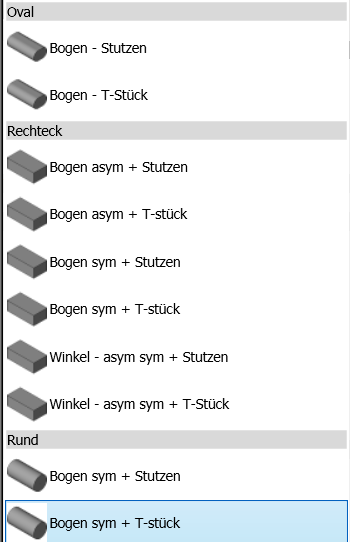 Oval
Bogen - Stutzen
Bogen - T-Stück
Rechteck
Bogen asym + Stutzen
Bogen asym + T-stück
Bogen sym + Stutzen
Bogen sym + T-stück
Winkel - asym sym + Stutzen
Winkel - asym sym + T-Stück
Rund
Bogen sym + Stutzen
Bogen sym + T-stück